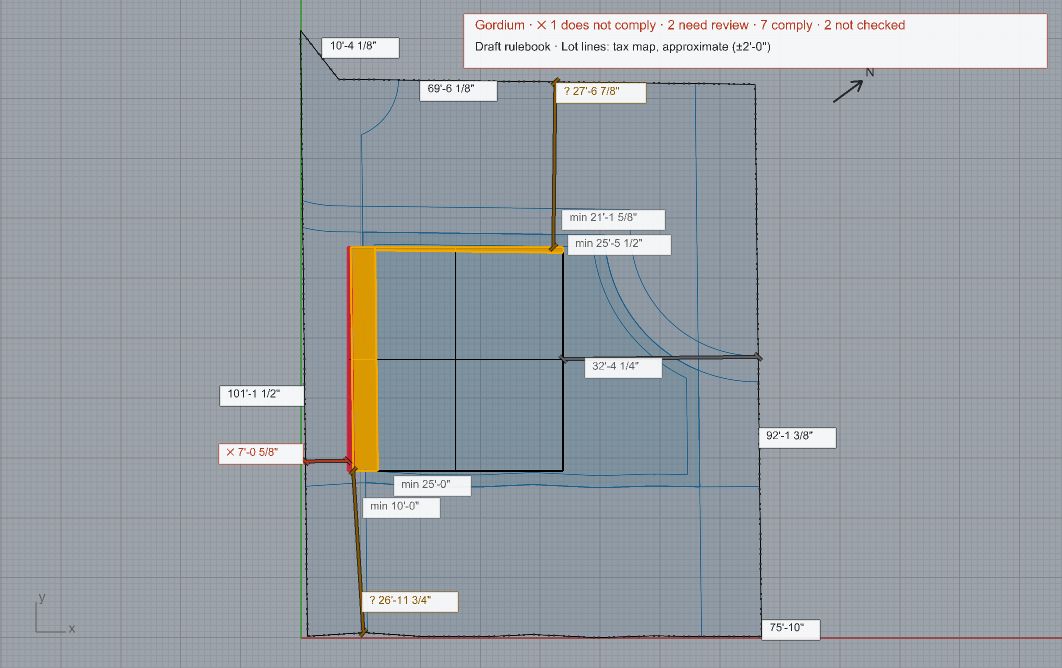 Gordium · ✕ 1 does not comply · 2 need review · 7 comply · 2 not checked
Draft rulebook · Lot lines: tax map, approximate (±2'-0")
10'-4 1/8"
69'-6 1/8"
? 27'-6 7/8"
N
min 21'-1 5/8"
min 25'-5 1/2"
32'-4 1/4"
101'-1 1/2"
92'-1 3/8"
✕ 7'-0 5/8"
min 25'-0"
min 10'-0"
? 26'-11 3/4"
75'-10"
y
x